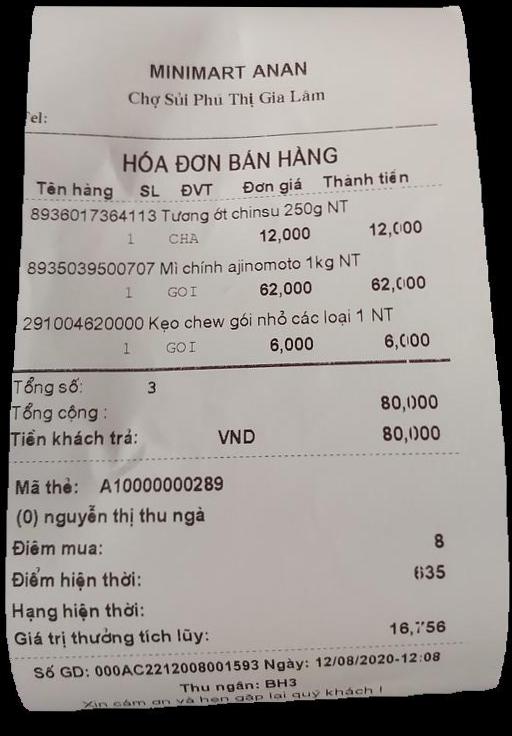 MINIMART ANAN
Chợ Sủi Phú Thị Gia Lâm
Tel:
HÓA ĐƠN BÁN HÀNG
Tên hàng SL ĐVT Đơn giá Thành tiền
8936017364113 Tương ớt chinsu 250g NT
1 CHA 12,000 12,000
8935039500707 Mì chính ajinomoto 1kg NT
1 GOI 62,000 62,000
291004620000 Kẹo chew gói nhỏ các loại 1 NT
1 GOI 6,000 6,000
Tổng số: 3
Tổng cộng : 80,000
Tiền khách trả: VND 80,000
Mã thẻ: A10000000289
(0) nguyễn thị thu ngà
Điểm mua: 8
Điểm hiện thời: 635
Hạng hiện thời:
Giá trị thưởng tích lũy: 16,756
Số GD: 000AC2212008001593 Ngày: 12/08/2020-12:08
Thu ngân: BH3
Xin cám ơn và hẹn gặp lại quý khách !